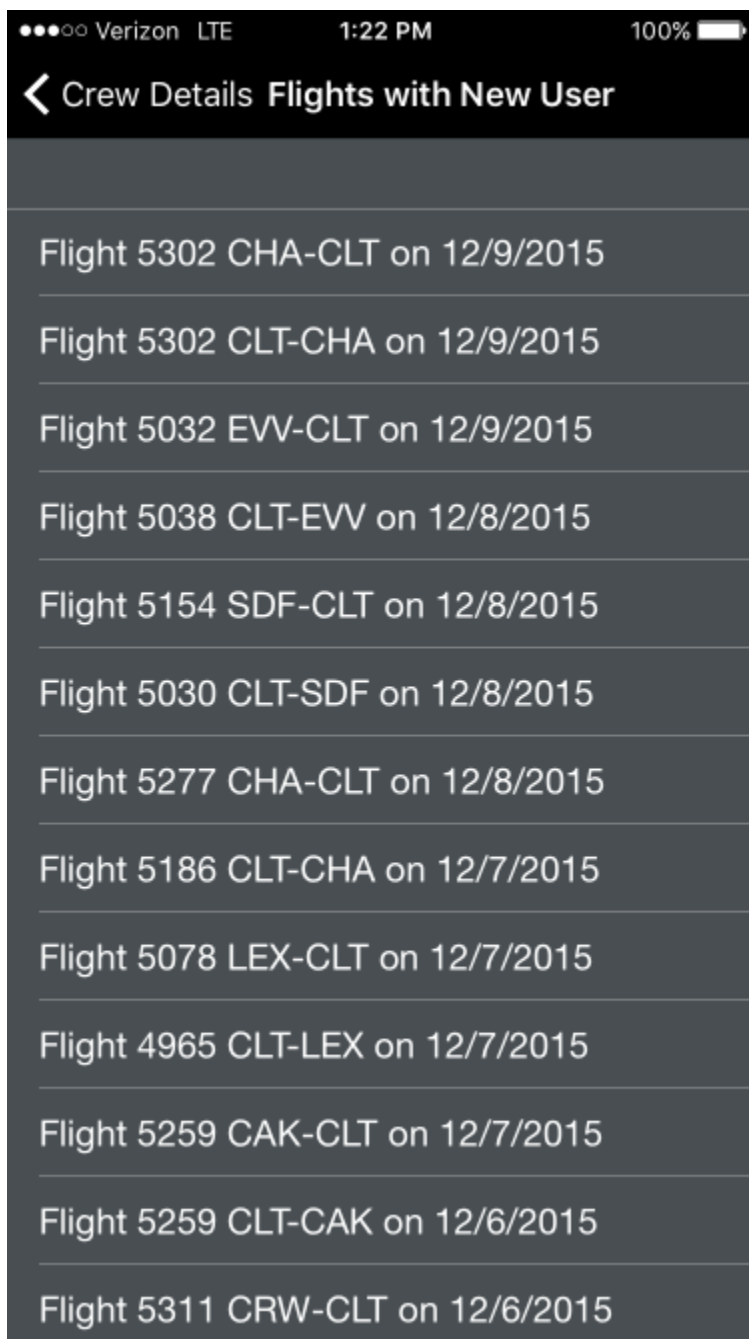 Verizon LTE 1:22 PM 100%
Crew Details Flights with New User
Flight 5302 CHA-CLT on 12/9/2015
Flight 5302 CLT-CHA on 12/9/2015
Flight 5032 EVV-CLT on 12/9/2015
Flight 5038 CLT-EVV on 12/8/2015
Flight 5154 SDF-CLT on 12/8/2015
Flight 5030 CLT-SDF on 12/8/2015
Flight 5277 CHA-CLT on 12/8/2015
Flight 5186 CLT-CHA on 12/7/2015
Flight 5078 LEX-CLT on 12/7/2015
Flight 4965 CLT-LEX on 12/7/2015
Flight 5259 CAK-CLT on 12/7/2015
Flight 5259 CLT-CAK on 12/6/2015
Flight 5311 CRW-CLT on 12/6/2015